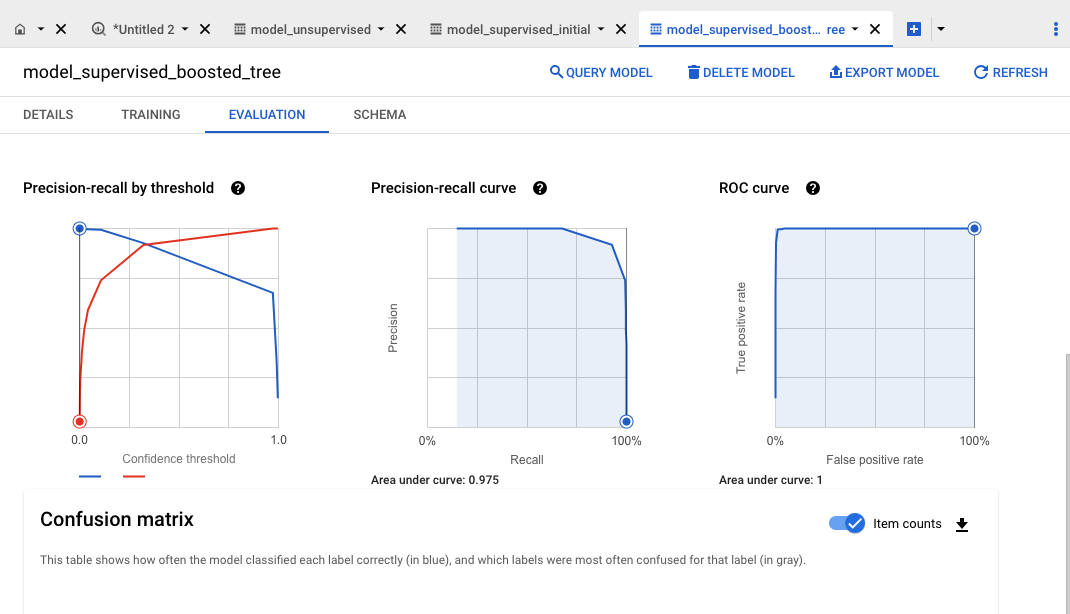 *Untitled 2
model_unsupervised
model_supervised_initial
model_supervised_boost... ree
model_supervised_boosted_tree
QUERY MODEL
DELETE MODEL
EXPORT MODEL
REFRESH
DETAILS
TRAINING
EVALUATION
SCHEMA
Precision-recall by threshold ?
Precision-recall curve ?
ROC curve ?
0.0
1.0
Confidence threshold
Precision
0%
100%
Recall
Area under curve: 0.975
True positive rate
0%
100%
False positive rate
Area under curve: 1
Confusion matrix
Item counts
This table shows how often the model classified each label correctly (in blue), and which labels were most often confused for that label (in gray).